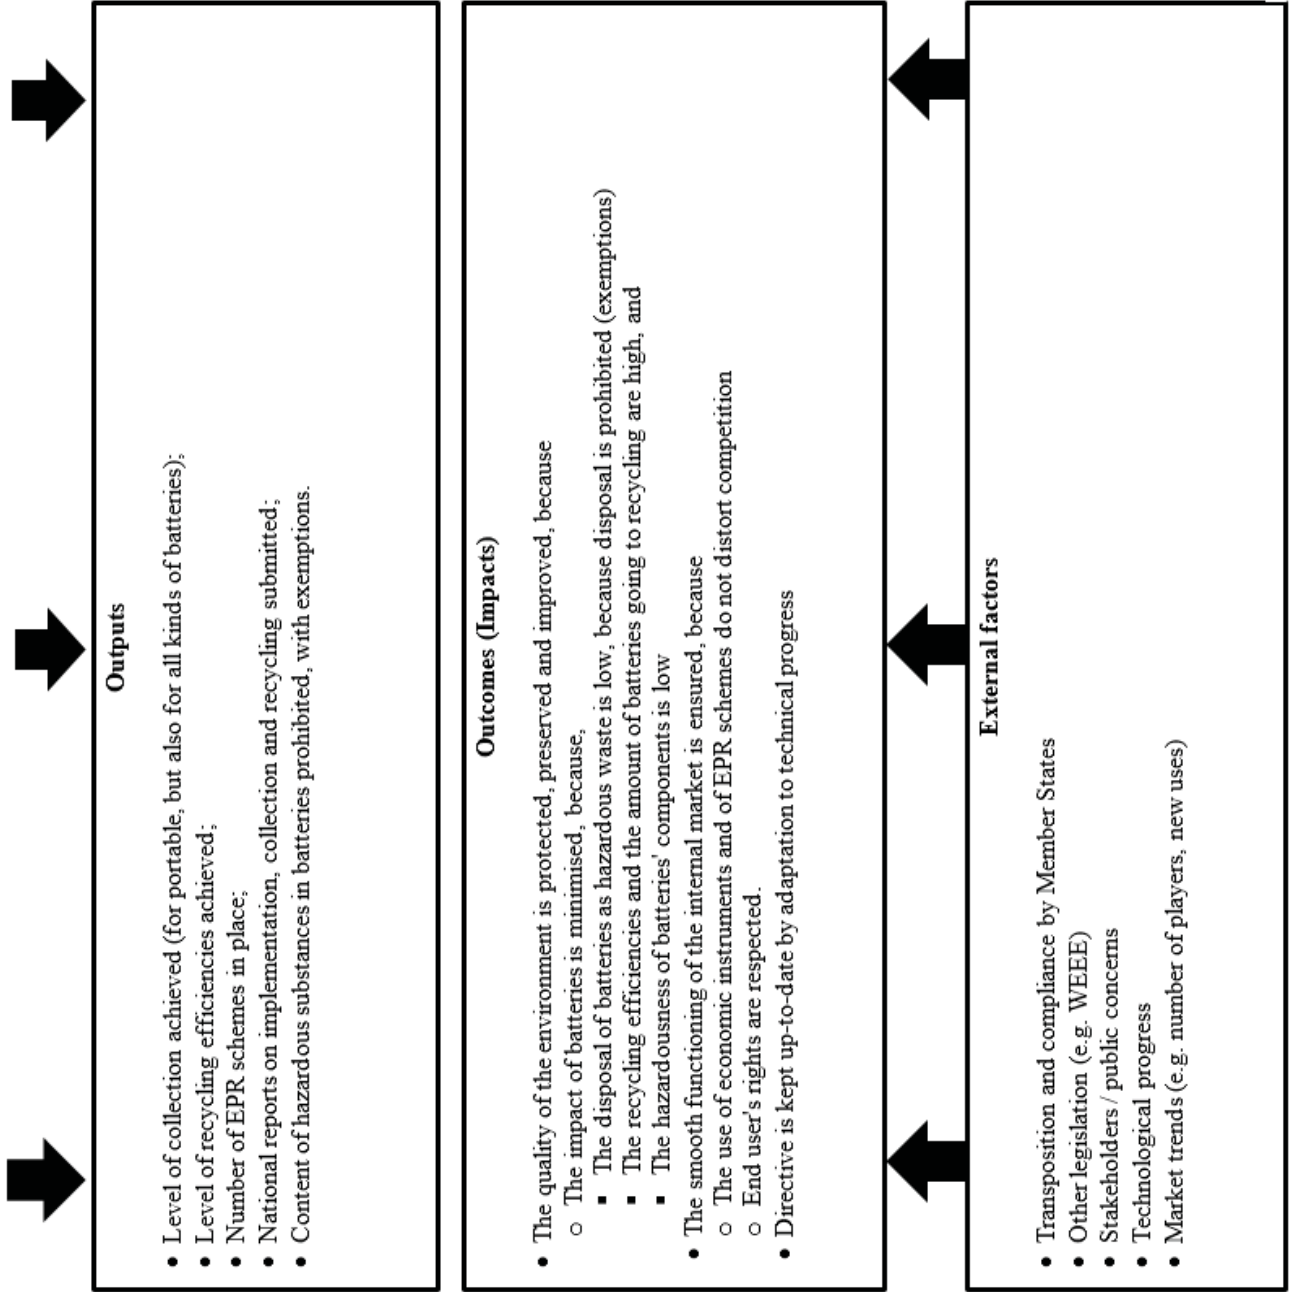 Outputs
• Level of collection achieved (for portable, but also for all kinds of batteries);
• Level of recycling efficiencies achieved;
• Number of EPR schemes in place;
• National reports on implementation, collection and recycling submitted;
• Content of hazardous substances in batteries prohibited, with exemptions.
Outcomes (Impacts)
• The quality of the environment is protected, preserved and improved, because
○ The impact of batteries is minimised, because,
▪ The disposal of batteries as hazardous waste is low, because disposal is prohibited (exemptions)
▪ The recycling efficiencies and the amount of batteries going to recycling are high, and
▪ The hazardousness of batteries' components is low
• The smooth functioning of the internal market is ensured, because
○ The use of economic instruments and of EPR schemes do not distort competition
○ End user's rights are respected.
• Directive is kept up-to-date by adaptation to technical progress
External factors
• Transposition and compliance by Member States
• Other legislation (e.g. WEEE)
• Stakeholders / public concerns
• Technological progress
• Market trends (e.g. number of players, new uses)